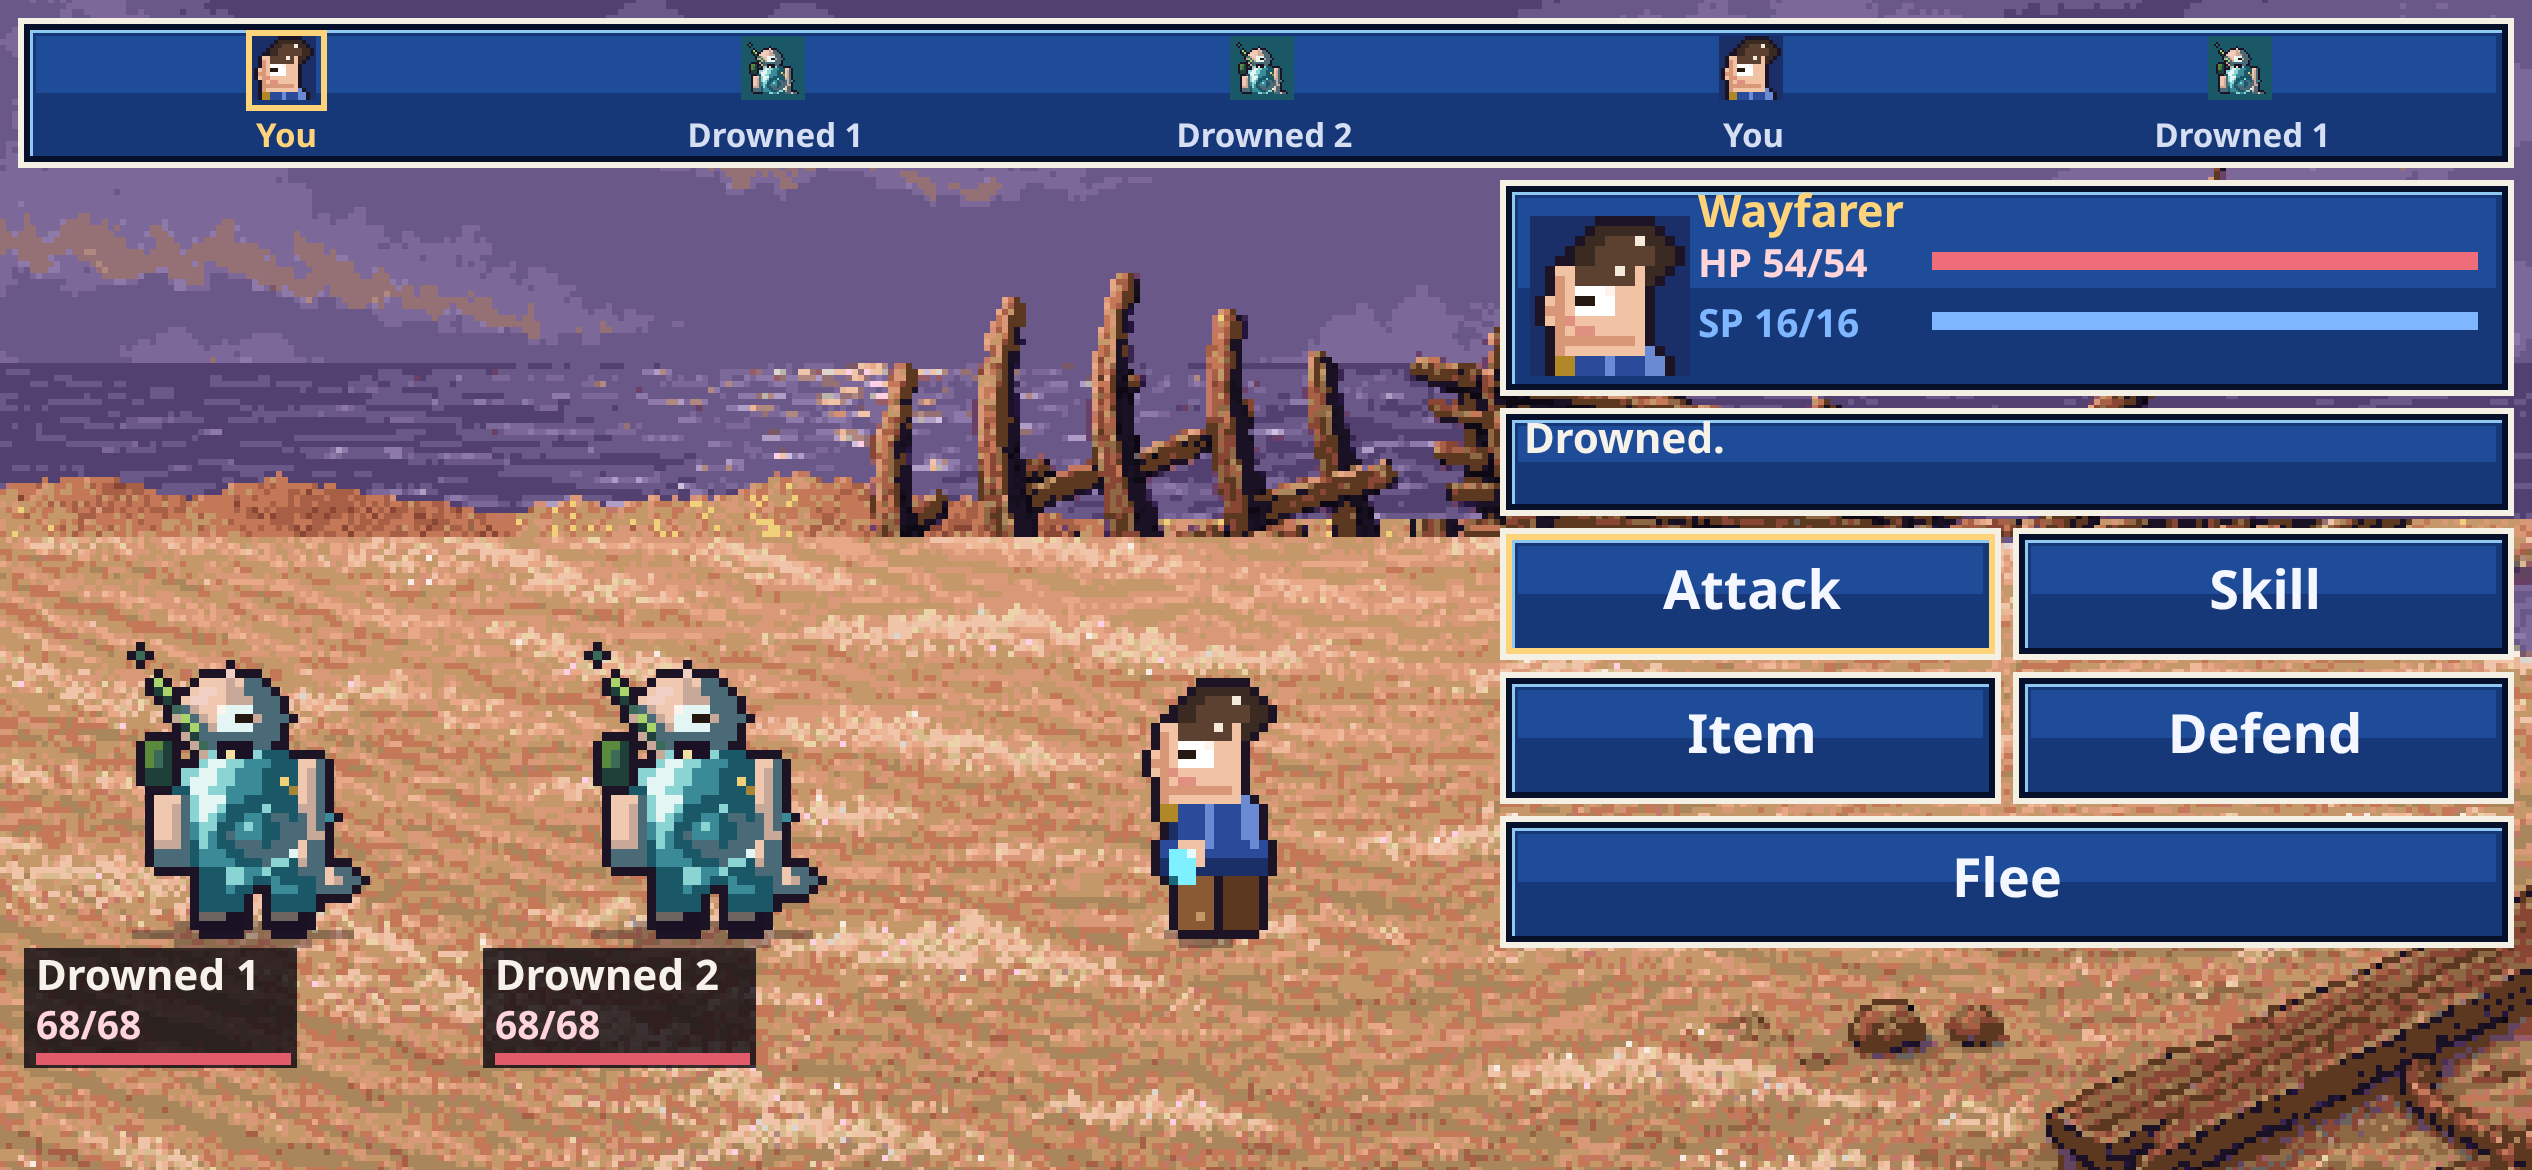 You
Drowned 1
Drowned 2
You
Drowned 1
Wayfarer
HP 54/54
SP 16/16
Drowned.
Attack
Skill
Item
Defend
Flee
Drowned 1
68/68
Drowned 2
68/68